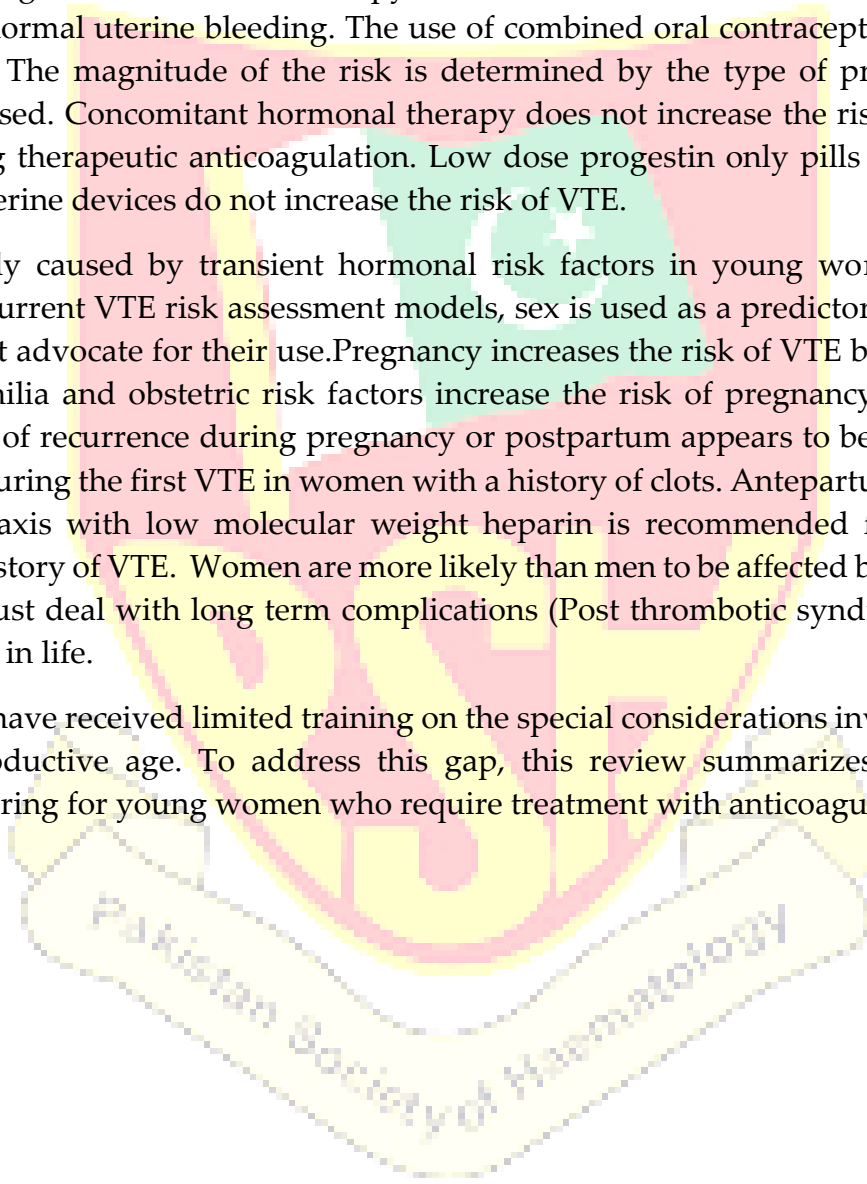 normal uterine bleeding. The use of combined oral contracept
The magnitude of the risk is determined by the type of pr
sed. Concomitant hormonal therapy does not increase the ris
g therapeutic anticoagulation. Low dose progestin only pills
erine devices do not increase the risk of VTE.
ly caused by transient hormonal risk factors in young wor
urrent VTE risk assessment models, sex is used as a predictor
t advocate for their use.Pregnancy increases the risk of VTE b
ilia and obstetric risk factors increase the risk of pregnancy
of recurrence during pregnancy or postpartum appears to be
uring the first VTE in women with a history of clots. Antepartu
axis with low molecular weight heparin is recommended f
story of VTE. Women are more likely than men to be affected b
ust deal with long term complications (Post thrombotic synd
in life.
have received limited training on the special considerations inv
oductive age. To address this gap, this review summarizes
ring for young women who require treatment with anticoagu
PSH
Pakistan Society of Haematology